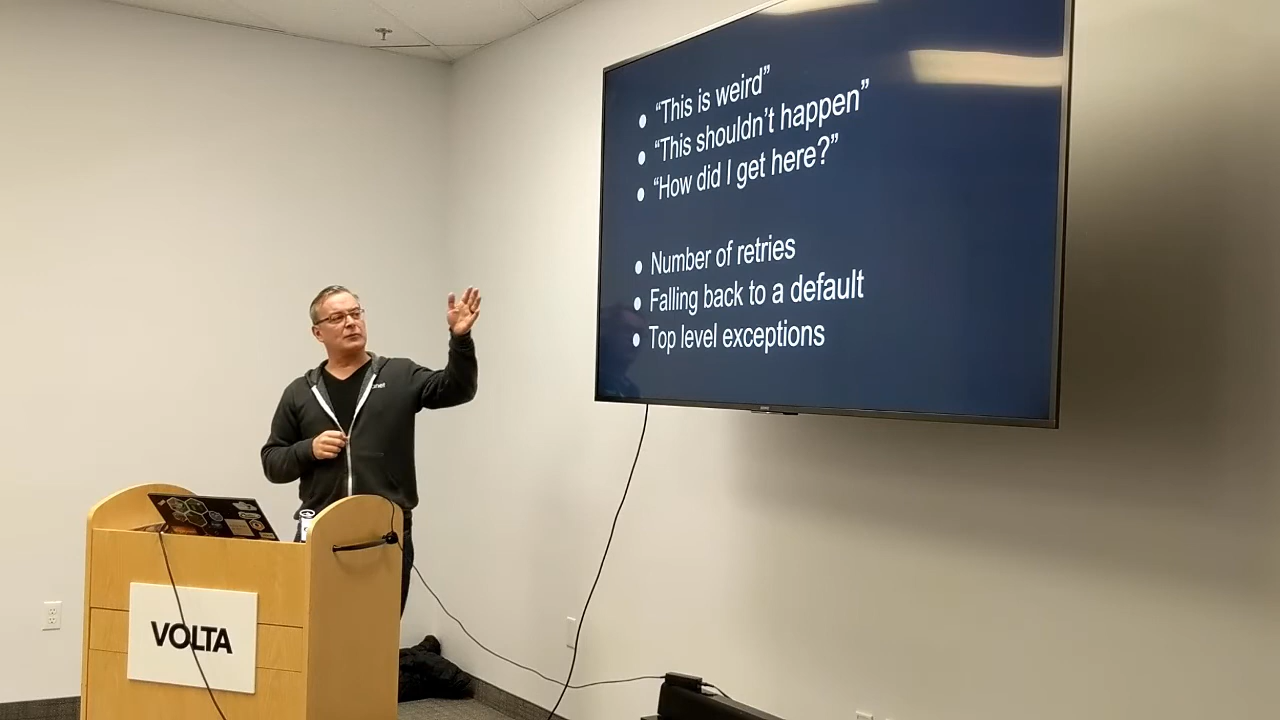 • “This is weird”
• “This shouldn’t happen”
• “How did I get here?”
• Number of retries
• Falling back to a default
• Top level exceptions
VOLTA